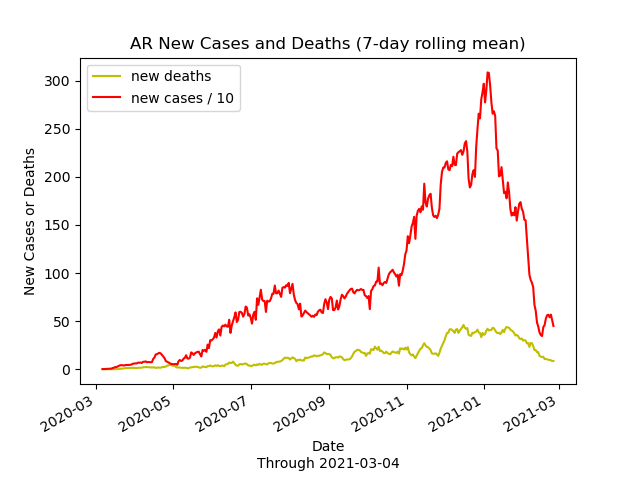 AR New Cases and Deaths (7-day rolling mean)
new deaths
new cases / 10
New Cases or Deaths
300
250
200
150
100
50
0
2020-03
2020-05
2020-07
2020-09
2020-11
2021-01
2021-03
Date
Through 2021-03-04